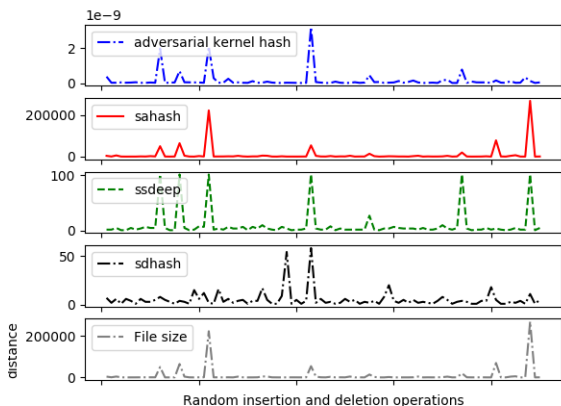 1e−9
2
0
adversarial kernel hash
200000
0
sahash
100
0
ssdeep
50
0
sdhash
200000
0
File size
distance
Random insertion and deletion operations